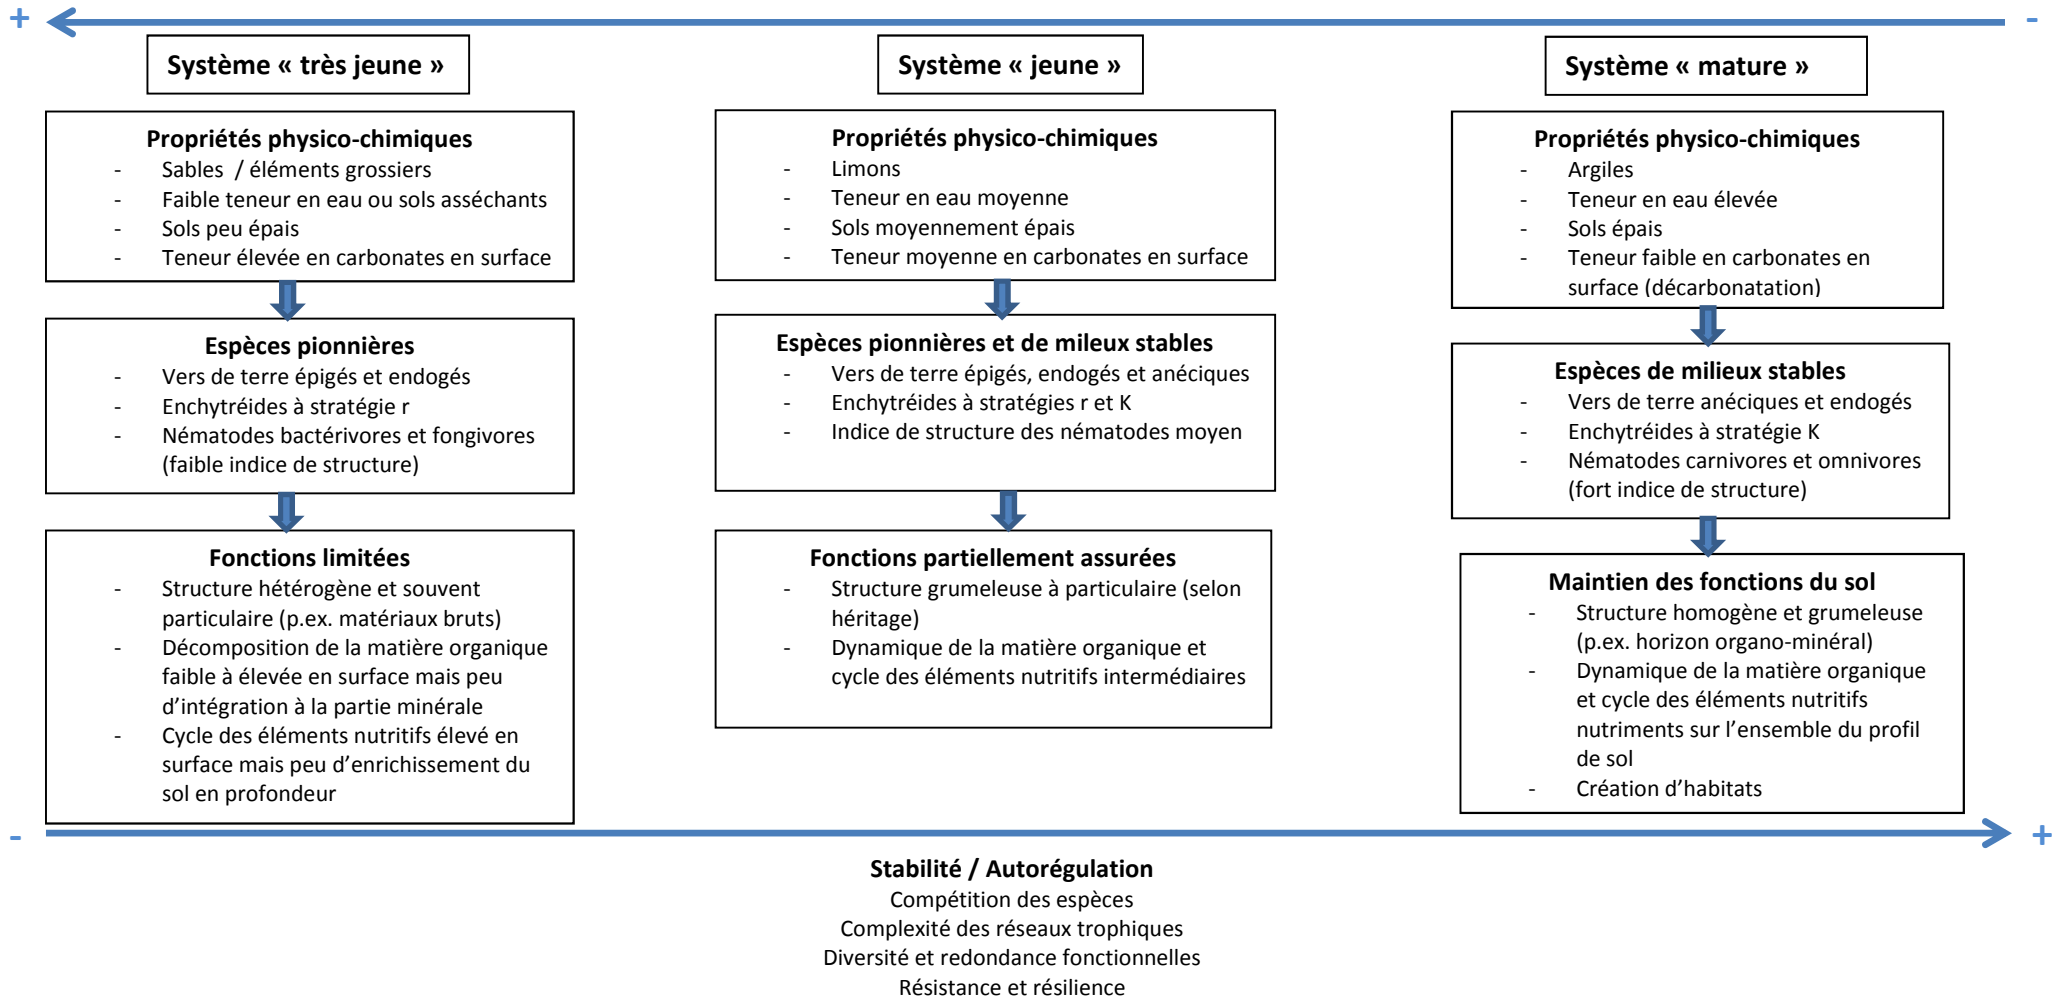 + -
Système « très jeune »
Propriétés physico-chimiques
- Sables / éléments grossiers
- Faible teneur en eau ou sols asséchants
- Sols peu épais
- Teneur élevée en carbonates en surface
Espèces pionnières
- Vers de terre épigés et endogés
- Enchytréides à stratégie r
- Nématodes bactérivores et fongivores
(faible indice de structure)
Fonctions limitées
- Structure hétérogène et souvent
particulaire (p.ex. matériaux bruts)
- Décomposition de la matière organique
faible à élevée en surface mais peu
d’intégration à la partie minérale
- Cycle des éléments nutritifs élevé en
surface mais peu d’enrichissement du
sol en profondeur
Système « jeune »
Propriétés physico-chimiques
- Limons
- Teneur en eau moyenne
- Sols moyennement épais
- Teneur moyenne en carbonates en surface
Espèces pionnières et de mileux stables
- Vers de terre épigés, endogés et anéciques
- Enchytréides à stratégies r et K
- Indice de structure des nématodes moyen
Fonctions partiellement assurées
- Structure grumeleuse à particulaire (selon
héritage)
- Dynamique de la matière organique et
cycle des éléments nutritifs intermédiaires
Système « mature »
Propriétés physico-chimiques
- Argiles
- Teneur en eau élevée
- Sols épais
- Teneur faible en carbonates en
surface (décarbonatation)
Espèces de milieux stables
- Vers de terre anéciques et endogés
- Enchytréides à stratégie K
- Nématodes carnivores et omnivores
(fort indice de structure)
Maintien des fonctions du sol
- Structure homogène et grumeleuse
(p.ex. horizon organo-minéral)
- Dynamique de la matière organique
et cycle des éléments nutritifs
nutriments sur l’ensemble du profil
de sol
- Création d’habitats
- +
Stabilité / Autorégulation
Compétition des espèces
Complexité des réseaux trophiques
Diversité et redondance fonctionnelles
Résistance et résilience